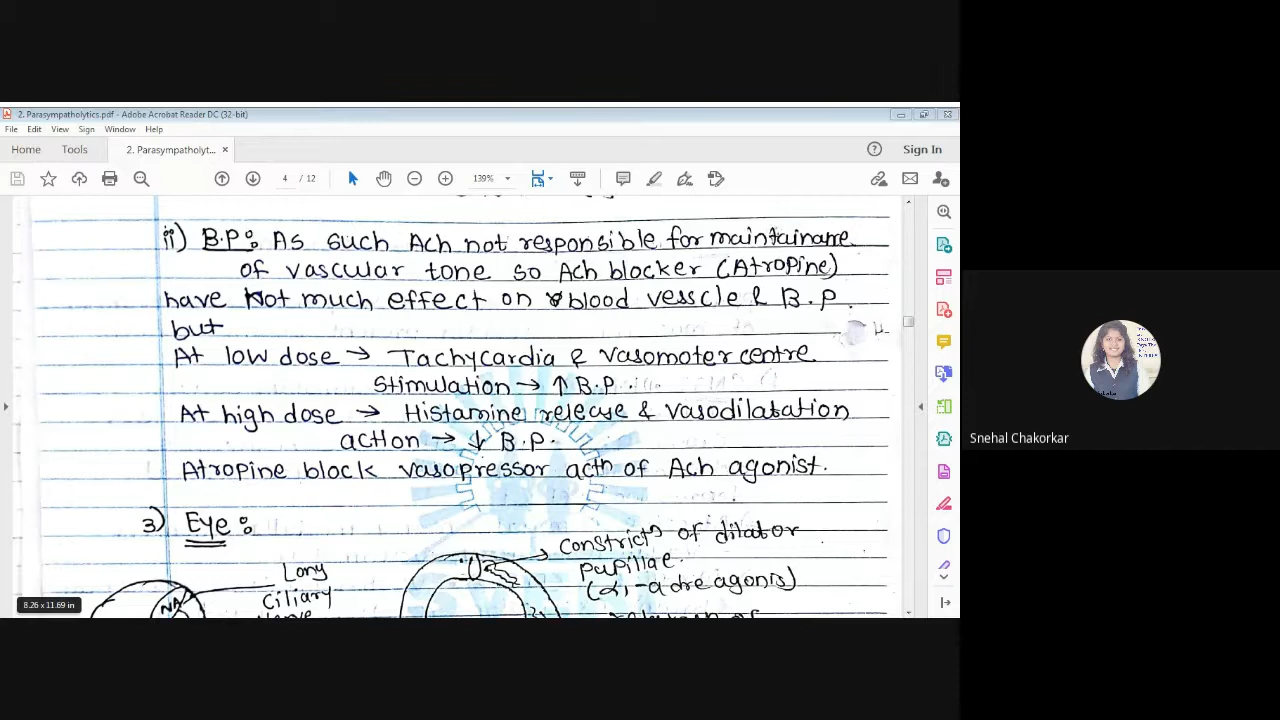 2. Parasympatholytics.pdf - Adobe Acrobat Reader DC (32-bit)
File Edit View Sign Window Help
Home Tools 2. Parasympatholyt... × Sign In
4 / 12 139%
ii) B.P: As such Ach not responsible for
of vascular tone so Ach blocker (Atropine)
have Not much effect on blood vesscle & B.P.
but
At low dose → Tachycardia & vasomoter centre
Stimulation → ↑ B.P.
At high dose → Histamine release & vasodilatation
action → ↓ B.P.
Atropine block vasopressor actn of Ach agonist.
3) Eye:
Constrictn of dilator
pupillae.
(α1-adre agonis)
Long
Ciliary
NA
8.26 x 11.69 in
Snehal Chakorkar